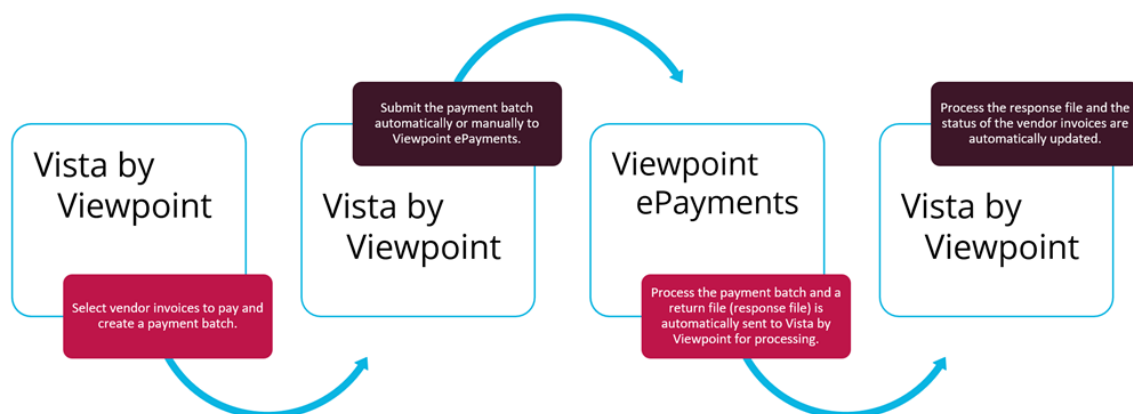 Vista by
Viewpoint
Select vendor invoices to pay and
create a payment batch.
Submit the payment batch
automatically or manually to
Viewpoint ePayments.
Vista by
Viewpoint
Viewpoint
ePayments
Process the payment batch and a
return file (response file) is
automatically sent to Vista by
Viewpoint for processing.
Process the response file and the
status of the vendor invoices are
automatically updated.
Vista by
Viewpoint